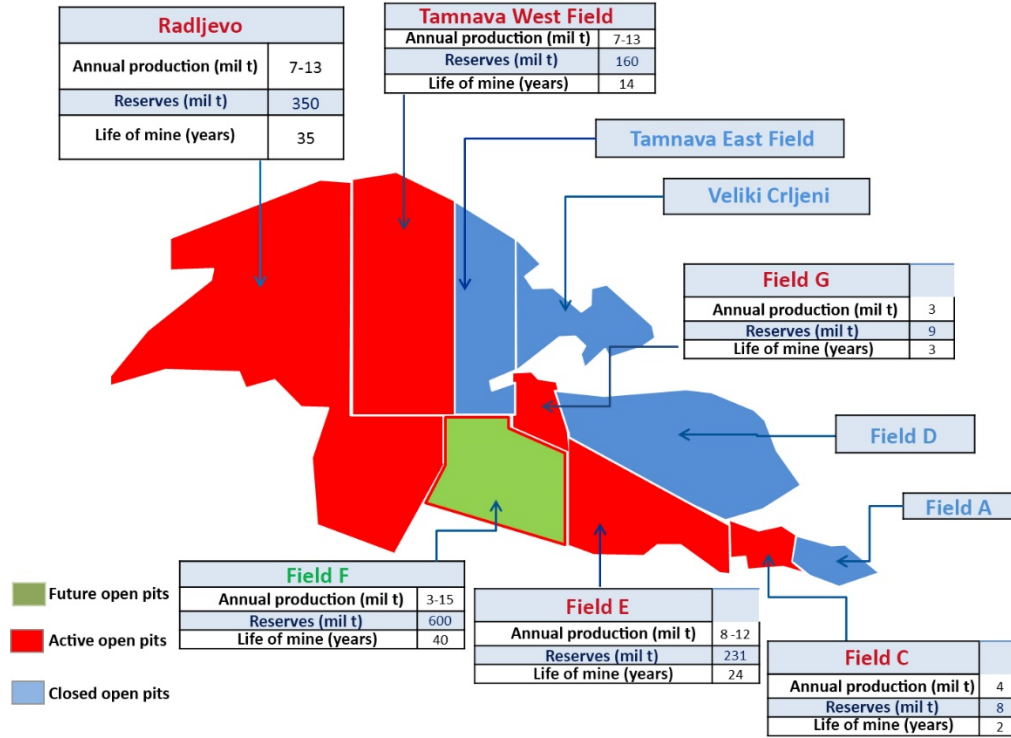 Radljevo
Annual production (mil t) 7-13
Reserves (mil t) 350
Life of mine (years) 35
Tamnava West Field
Annual production (mil t) 7-13
Reserves (mil t) 160
Life of mine (years) 14
Tamnava East Field
Veliki Crljeni
Field G
Annual production (mil t) 3
Reserves (mil t) 9
Life of mine (years) 3
Field D
Field A
Field F
Annual production (mil t) 3-15
Reserves (mil t) 600
Life of mine (years) 40
Field E
Annual production (mil t) 8 -12
Reserves (mil t) 231
Life of mine (years) 24
Field C
Annual production (mil t) 4
Reserves (mil t) 8
Life of mine (years) 2
Future open pits
Active open pits
Closed open pits